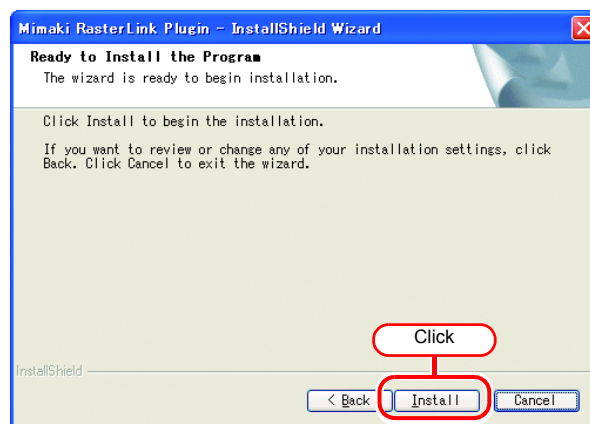 Mimaki RasterLink Plugin - InstallShield Wizard
Ready to Install the Program
The wizard is ready to begin installation.
Click Install to begin the installation.
If you want to review or change any of your installation settings, click
Back. Click Cancel to exit the wizard.
Click
InstallShield
< Back
Install
Cancel